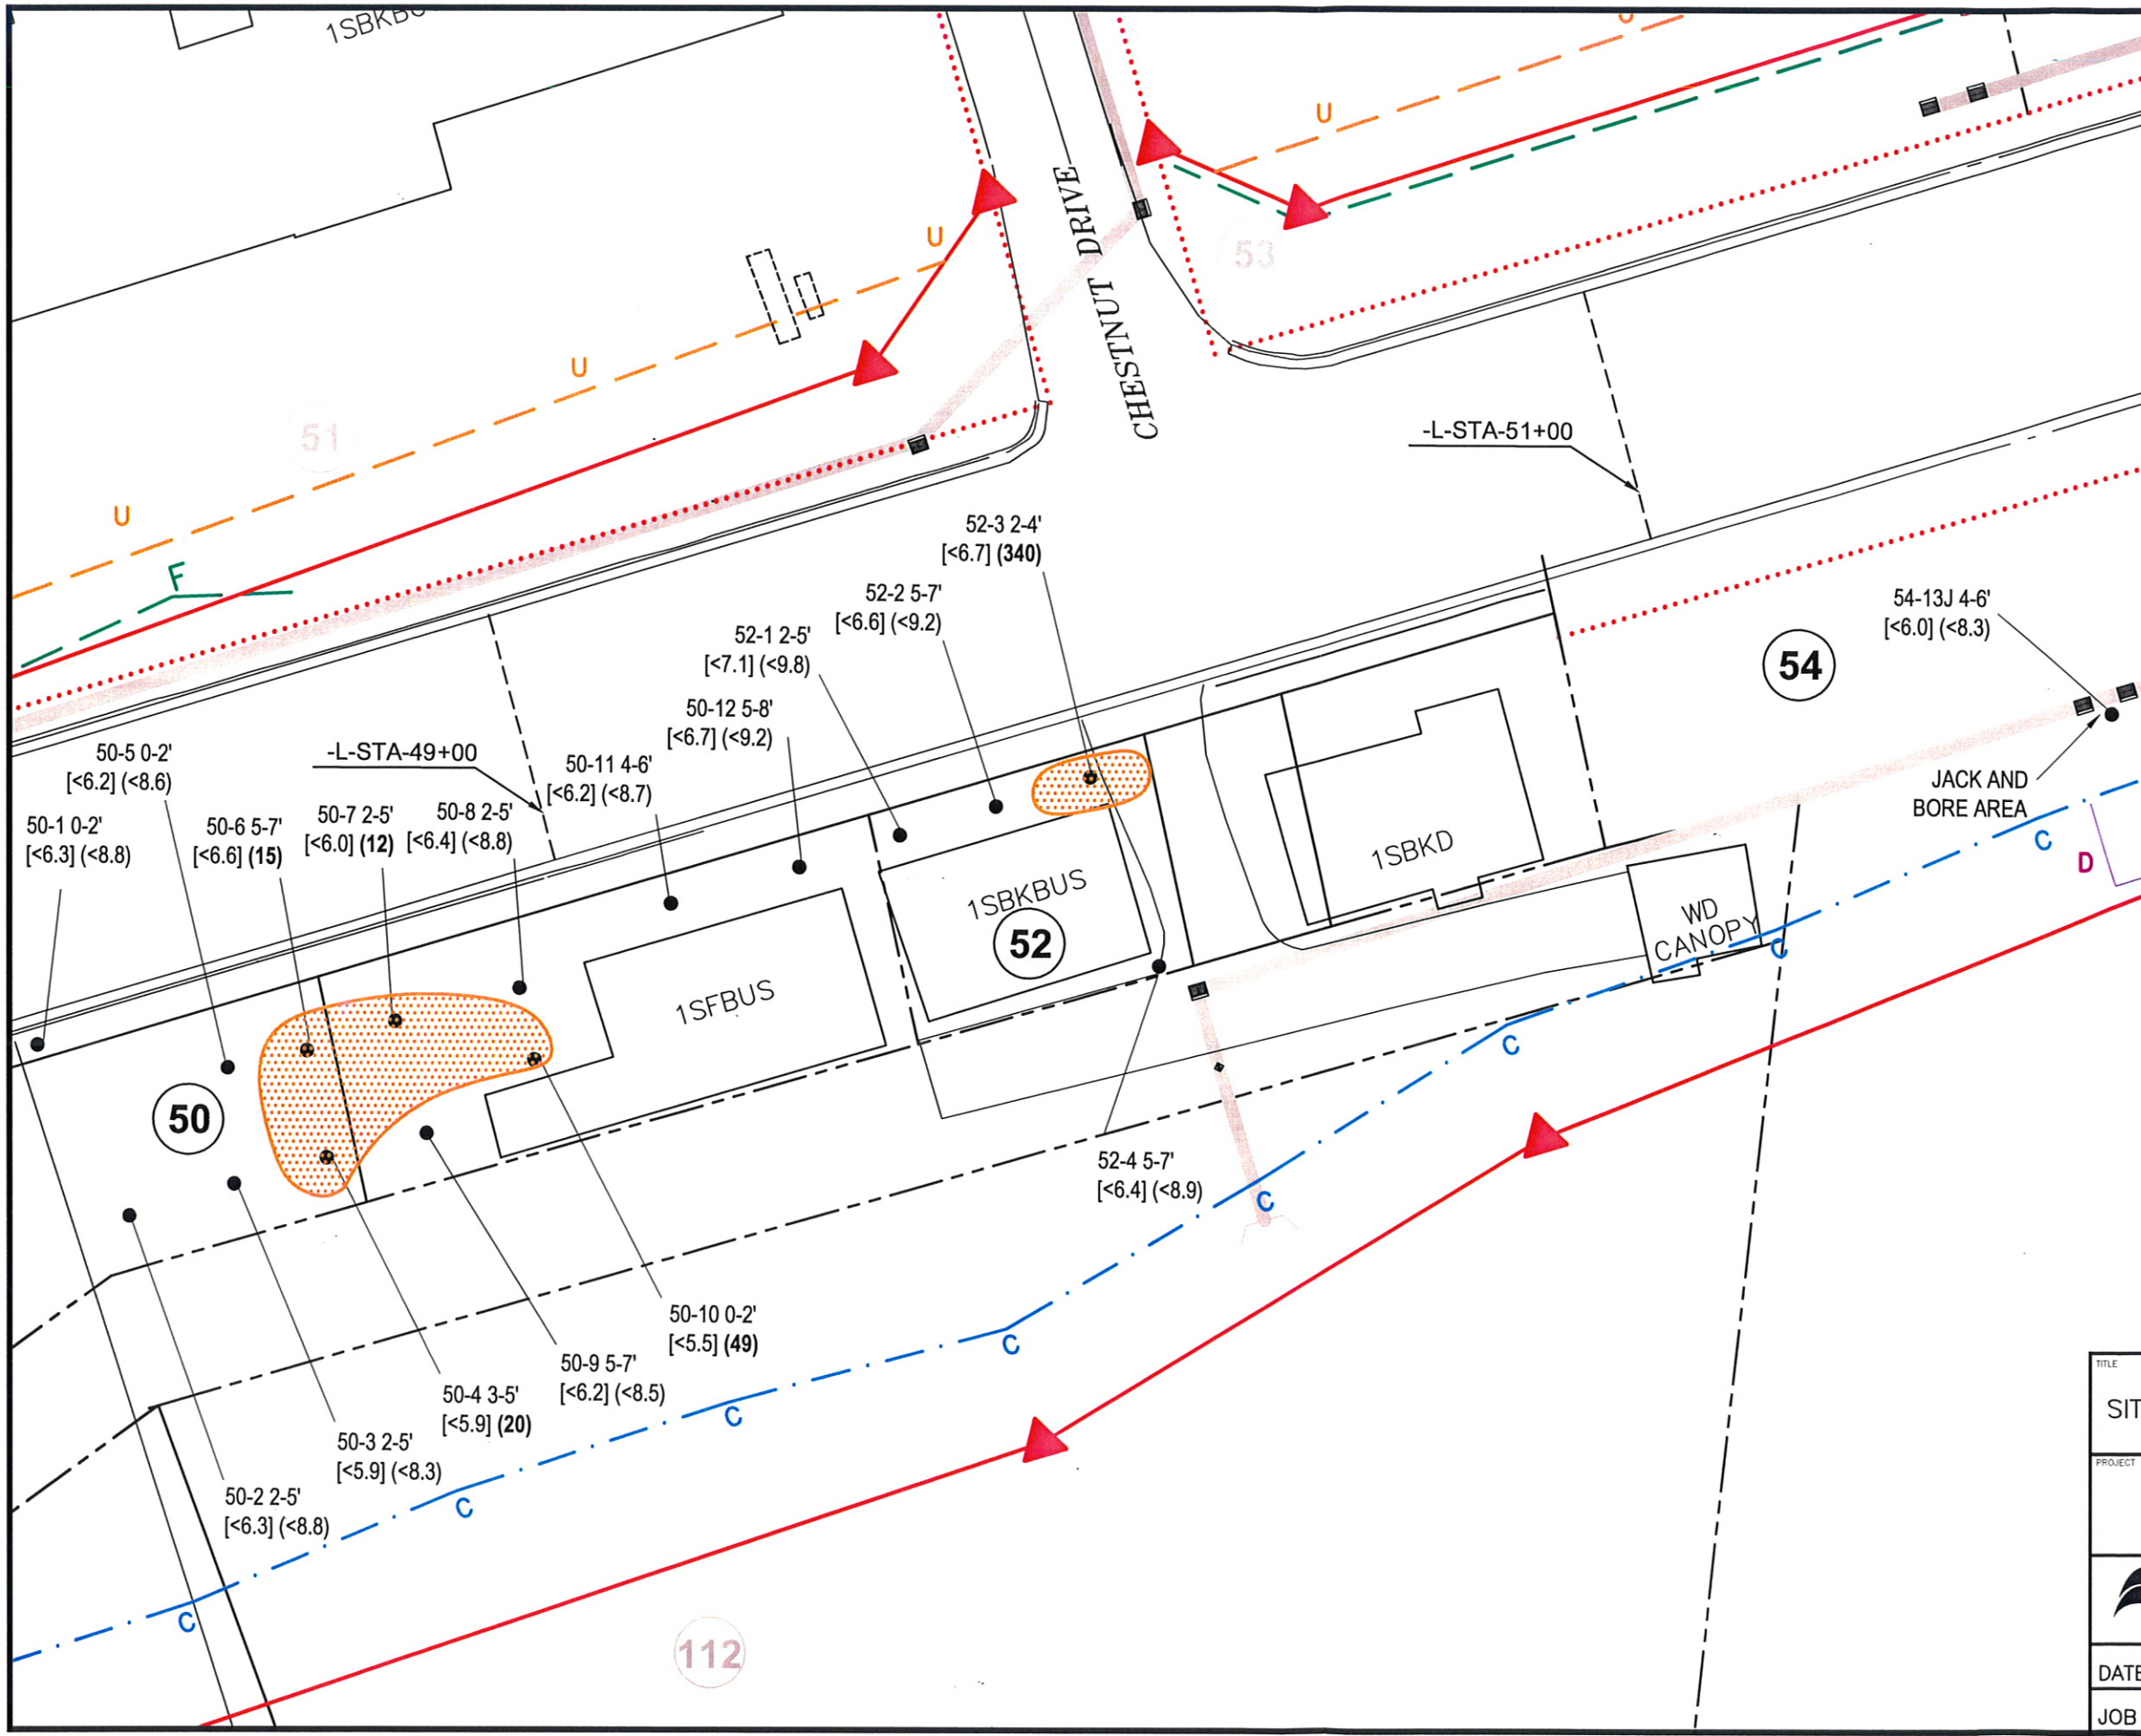 1SBKBU
U
U
U
U
U
53
51
F
CHESTNUT DRIVE
-L-STA-51+00
-L-STA-49+00
52-3 2-4'
[<6.7] (340)
52-2 5-7'
[<6.6] (<9.2)
52-1 2-5'
[<7.1] (<9.8)
50-12 5-8'
[<6.7] (<9.2)
50-11 4-6'
[<6.2] (<8.7)
50-5 0-2'
[<6.2] (<8.6)
50-1 0-2'
[<6.3] (<8.8)
50-6 5-7'
[<6.6] (15)
50-7 2-5'
[<6.0] (12)
50-8 2-5'
[<6.4] (<8.8)
54-13J 4-6'
[<6.0] (<8.3)
54
JACK AND
BORE AREA
C
D
1SBKD
1SBKBUS
52
WD
CANOPY
C
1SFBUS
50
C
52-4 5-7'
[<6.4] (<8.9)
C
50-10 0-2'
[<5.5] (49)
C
50-9 5-7'
[<6.2] (<8.5)
50-4 3-5'
[<5.9] (20)
C
50-3 2-5'
[<5.9] (<8.3)
50-2 2-5'
[<6.3] (<8.8)
C
C
112
TITLE
SIT
PROJECT
DATE
JOB